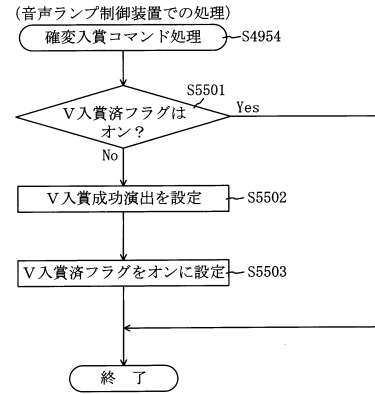 (音声ランプ制御装置での処理)
確変入賞コマンド処理
S4954
S5501
V入賞済フラグは
オン？
Yes
No
V入賞成功演出を設定
S5502
V入賞済フラグをオンに設定
S5503
終 了